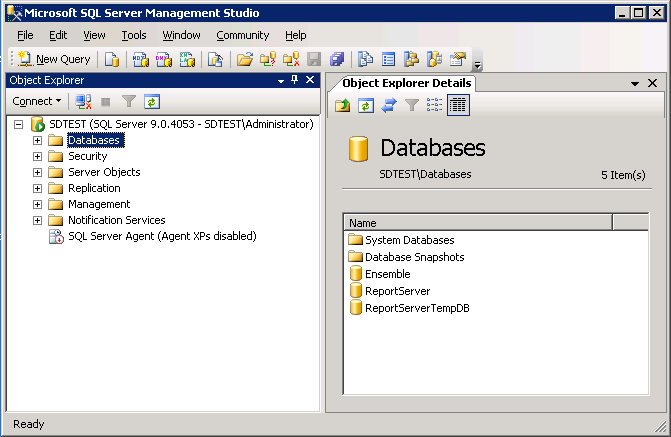 Microsoft SQL Server Management Studio
File Edit View Tools Window Community Help
New Query
Object Explorer
Connect
SDTEST (SQL Server 9.0.4053 - SDTEST\Administrator)
Databases
Security
Server Objects
Replication
Management
Notification Services
SQL Server Agent (Agent XPs disabled)
Object Explorer Details
Databases
SDTEST\Databases 5 Item(s)
Name
System Databases
Database Snapshots
Ensemble
ReportServer
ReportServerTempDB
Ready